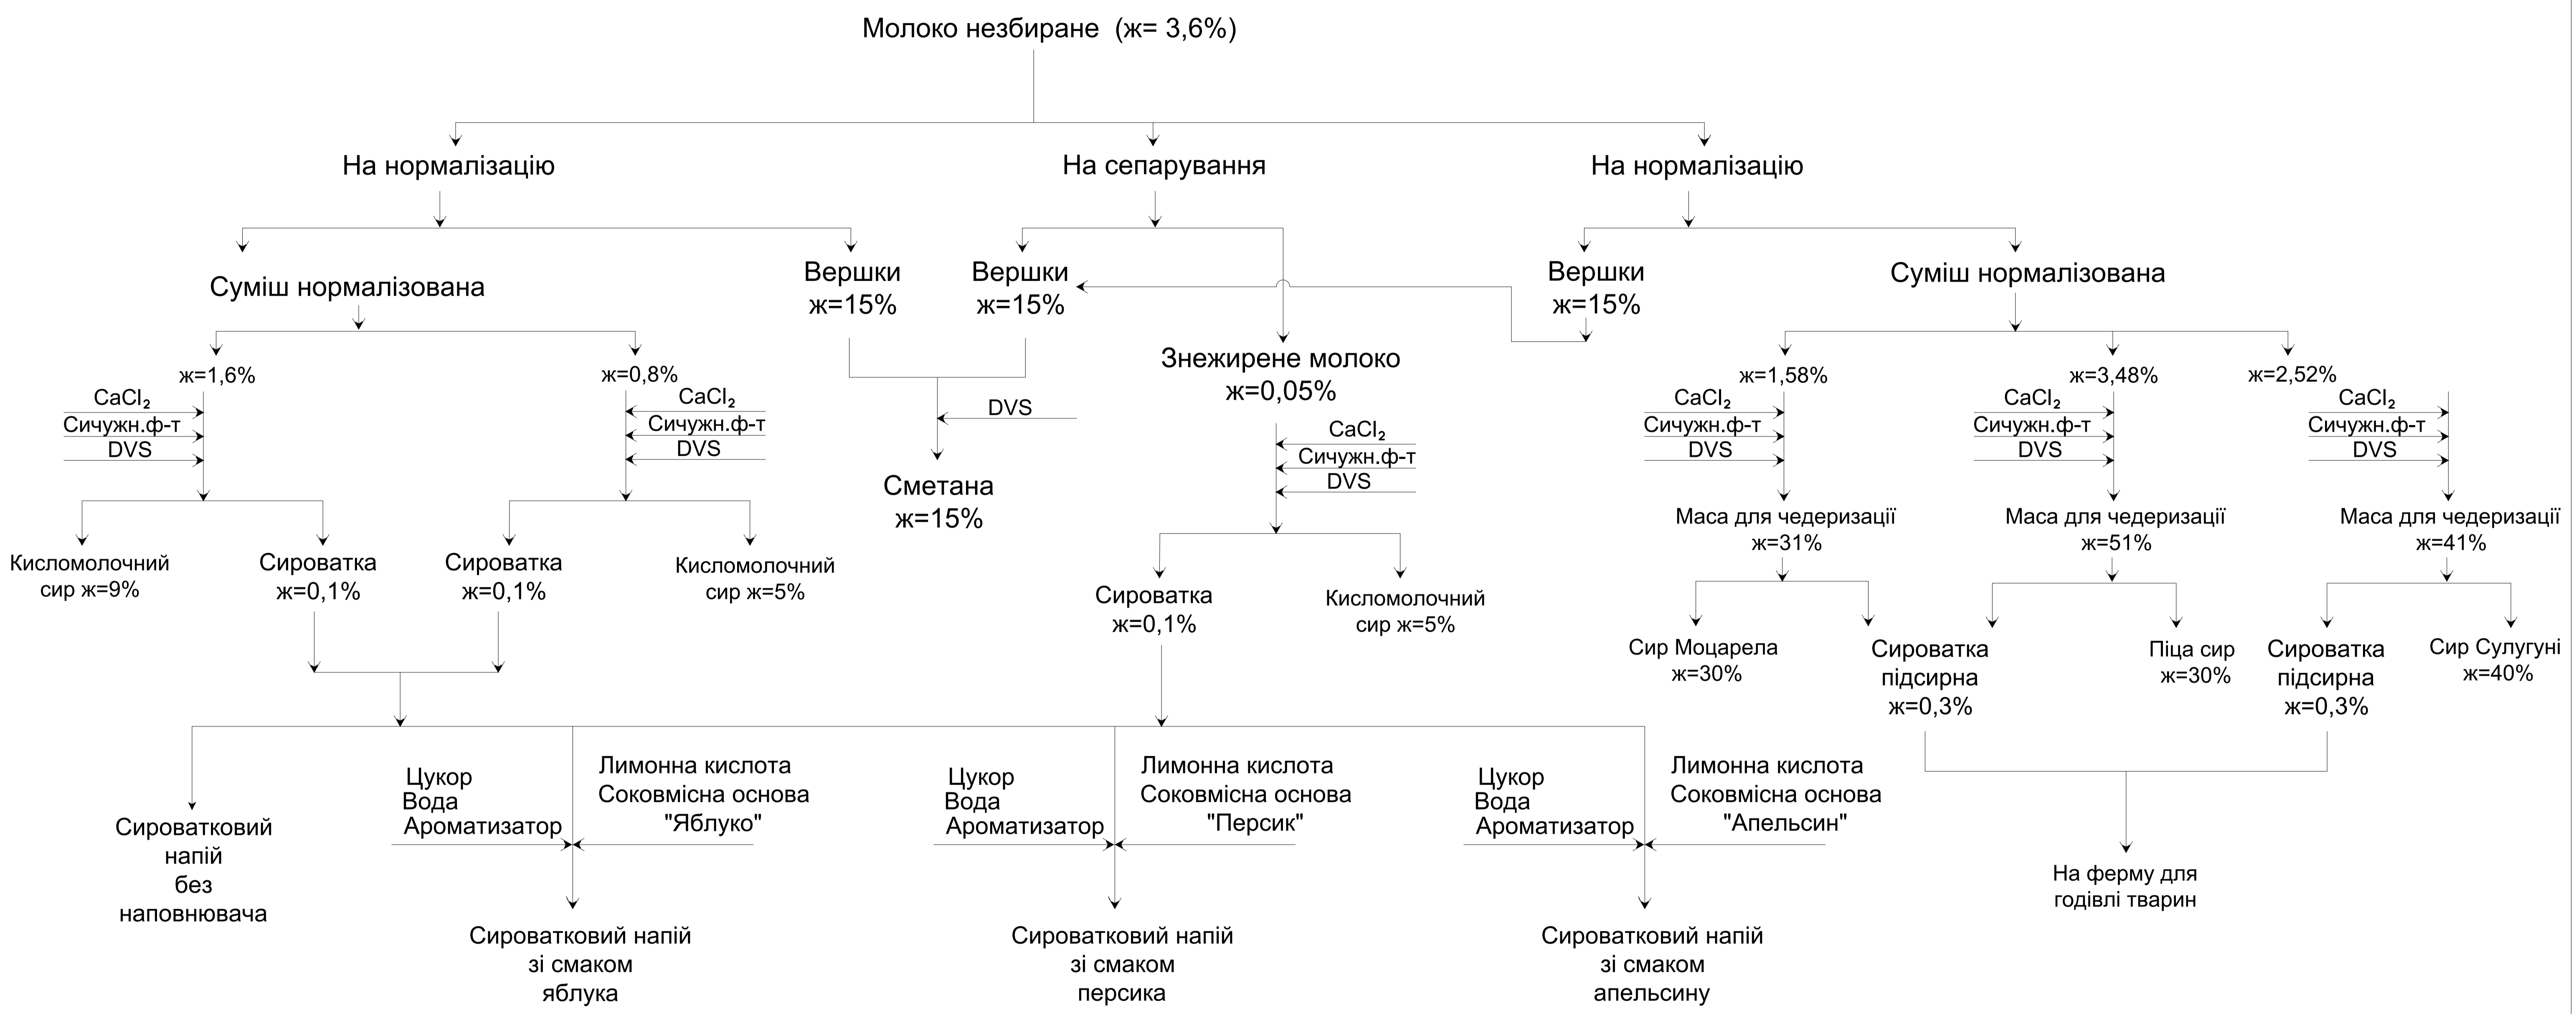 Молоко незбиране (ж= 3,6%)
На нормалізацію
На сепарування
На нормалізацію
Суміш нормалізована
Вершки
ж=15%
Вершки
ж=15%
Вершки
ж=15%
Суміш нормалізована
Знежирене молоко
ж=0,05%
ж=1,6%
CaCl₂
Сичужн.ф-т
DVS
ж=0,8%
CaCl₂
Сичужн.ф-т
DVS
DVS
Сметана
ж=15%
CaCl₂
Сичужн.ф-т
DVS
ж=1,58%
CaCl₂
Сичужн.ф-т
DVS
ж=3,48%
CaCl₂
Сичужн.ф-т
DVS
ж=2,52%
CaCl₂
Сичужн.ф-т
DVS
Маса для чедеризації
ж=31%
Маса для чедеризації
ж=51%
Маса для чедеризації
ж=41%
Кисломолочний
сир ж=9%
Сироватка
ж=0,1%
Сироватка
ж=0,1%
Кисломолочний
сир ж=5%
Сироватка
ж=0,1%
Кисломолочний
сир ж=5%
Сир Моцарела
ж=30%
Сироватка
підсирна
ж=0,3%
Піца сир
ж=30%
Сироватка
підсирна
ж=0,3%
Сир Сулугуні
ж=40%
Цукор
Вода
Ароматизатор
Лимонна кислота
Соковмісна основа
"Яблуко"
Цукор
Вода
Ароматизатор
Лимонна кислота
Соковмісна основа
"Персик"
Цукор
Вода
Ароматизатор
Лимонна кислота
Соковмісна основа
"Апельсин"
Сироватковий
напій
без
наповнювача
На ферму для
годівлі тварин
Сироватковий напій
зі смаком
яблука
Сироватковий напій
зі смаком
персика
Сироватковий напій
зі смаком
апельсину